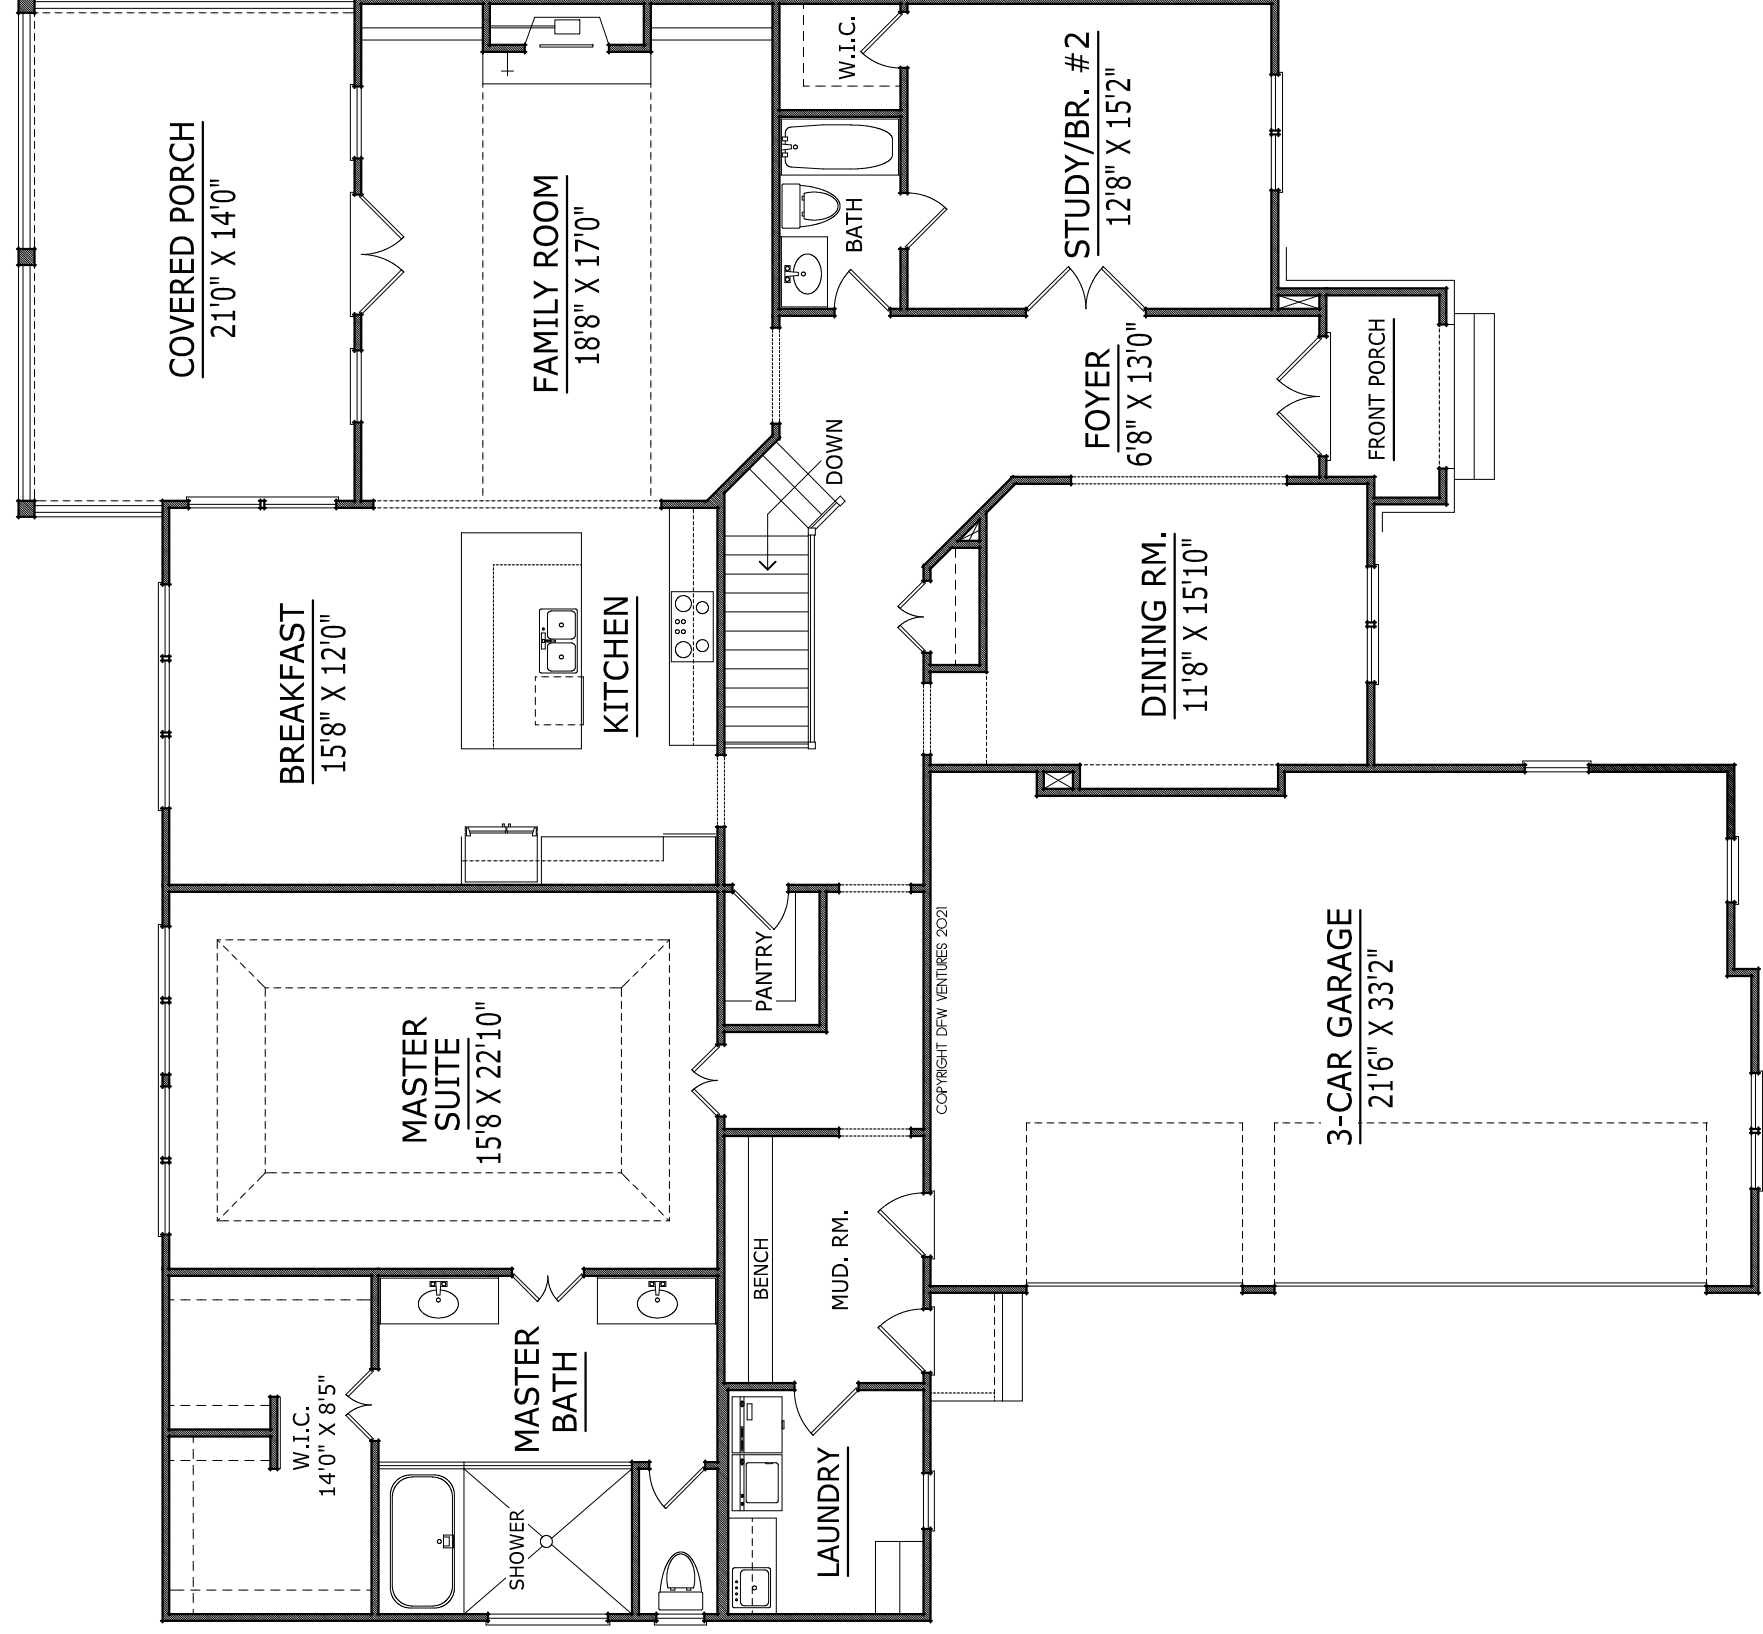 COVERED PORCH
21'0" X 14'0"
FAMILY ROOM
18'8" X 17'0"
W.I.C.
BATH
STUDY/BR. #2
12'8" X 15'2"
FOYER
6'8" X 13'0"
FRONT PORCH
DOWN
BREAKFAST
15'8" X 12'0"
KITCHEN
DINING RM.
11'8" X 15'10"
MASTER
SUITE
15'8 X 22'10"
PANTRY
COPYRIGHT DFW VENTURES 2021
3-CAR GARAGE
21'6" X 33'2"
BENCH
MUD. RM.
W.I.C.
14'0" X 8'5"
MASTER
BATH
SHOWER
LAUNDRY